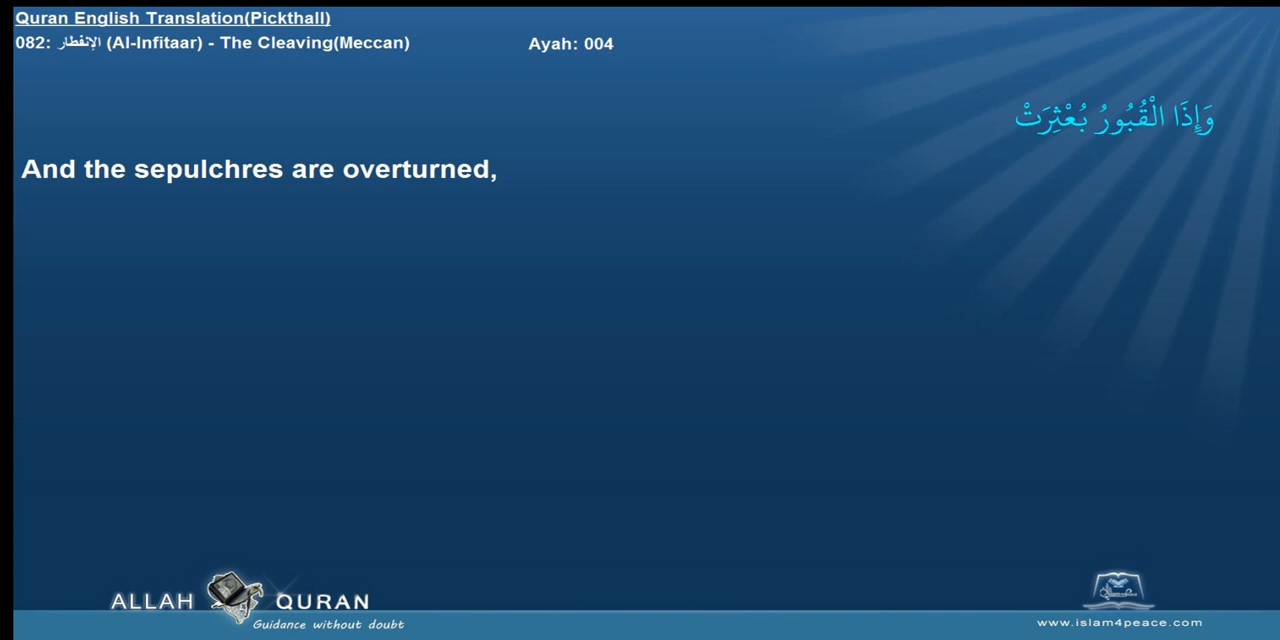 Quran English Translation(Pickthall)
082: الإنفطار (Al-Infitaar) - The Cleaving(Meccan) Ayah: 004
وَإِذَا الْقُبُورُ بُعْثِرَتْ
And the sepulchres are overturned,
ALLAH QURAN
Guidance without doubt
www.islam4peace.com